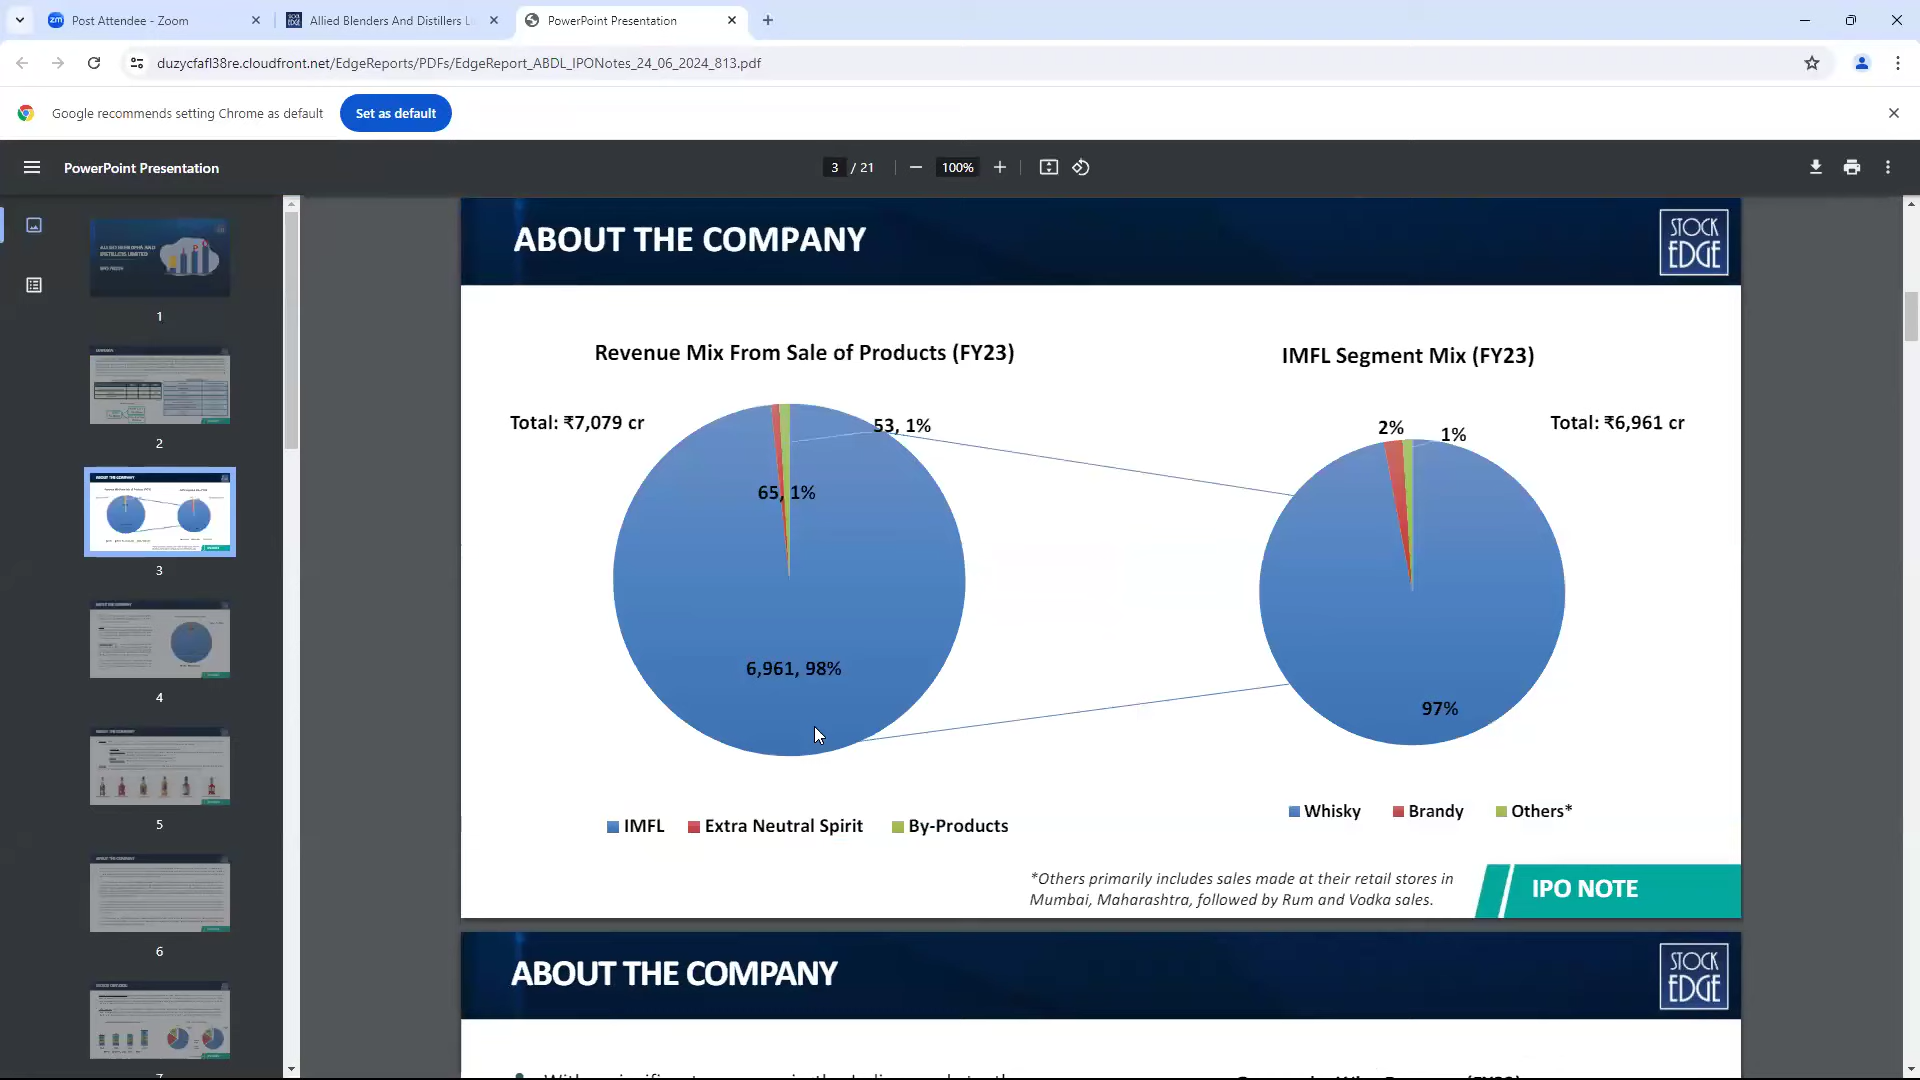 Post Attendee - Zoom
Allied Blenders And Distillers
PowerPoint Presentation
duzycfafl38re.cloudfront.net/EdgeReports/PDFs/EdgeReport_ABDL_IPONotes_24_06_2024_813.pdf
Google recommends setting Chrome as default
Set as default
PowerPoint Presentation
3 / 21
100%
1
2
3
4
5
6
ABOUT THE COMPANY
STOCK
EDGE
Revenue Mix From Sale of Products (FY23)
IMFL Segment Mix (FY23)
Total: ₹7,079 cr
53, 1%
65, 1%
6,961, 98%
2%
1%
Total: ₹6,961 cr
97%
IMFL
Extra Neutral Spirit
By-Products
Whisky
Brandy
Others*
*Others primarily includes sales made at their retail stores in
Mumbai, Maharashtra, followed by Rum and Vodka sales.
IPO NOTE
ABOUT THE COMPANY
STOCK
EDGE